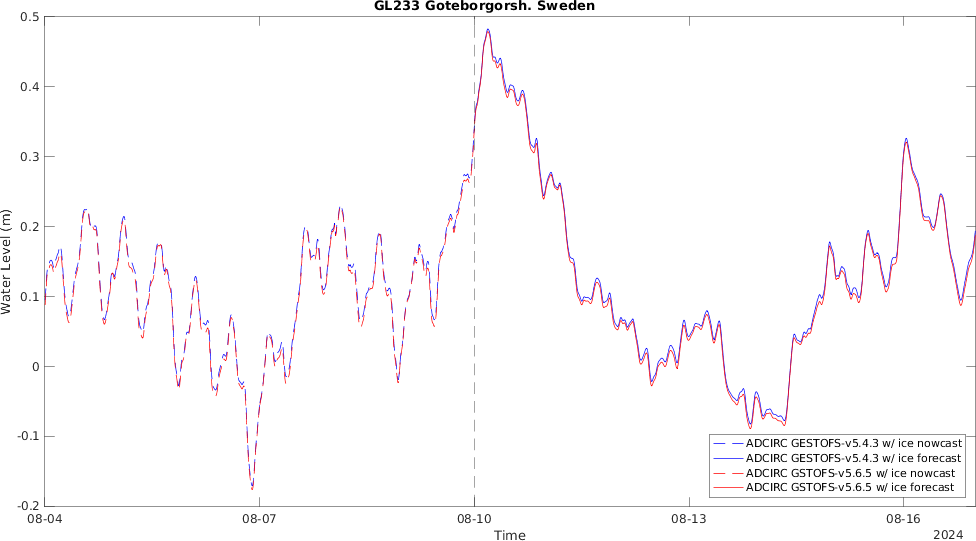 GL233 Goteborgorsh. Sweden
Water Level (m)
0.5
0.4
0.3
0.2
0.1
0
-0.1
-0.2
ADCIRC GESTOFS-v5.4.3 w/ ice nowcast
ADCIRC GESTOFS-v5.4.3 w/ ice forecast
ADCIRC GSTOFS-v5.6.5 w/ ice nowcast
ADCIRC GSTOFS-v5.6.5 w/ ice forecast
08-04 08-07 08-10 08-13 08-16
Time
2024